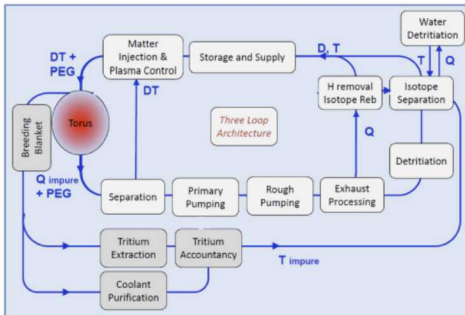 Water
Detritiation
DT +
PEG
Matter
Injection &
Plasma Control
Storage and Supply
D, T
T
Q
H removal
Isotope Reb
Isotope
Separation
DT
Breeding
Blanket
Torus
Three Loop
Architecture
Q
Detritiation
Q impure
+ PEG
Separation
Primary
Pumping
Rough
Pumping
Exhaust
Processing
Tritium
Extraction
Tritium
Accountancy
T impure
Coolant
Purification